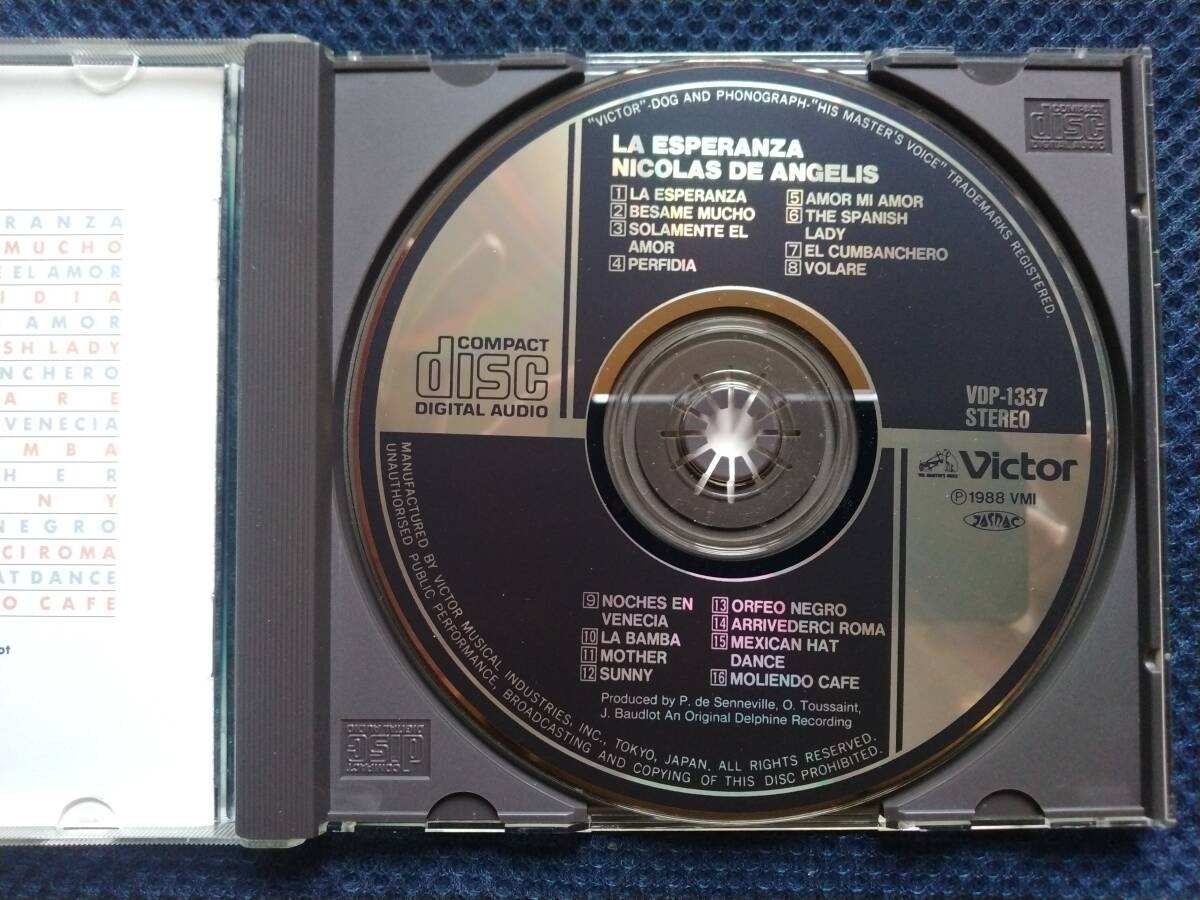 RANZA
MUCHO
E EL AMOR
IDIA
AMOR
SH LADY
NCHERO
ARE
VENECIA
MBA
HER
NY
NEGRO
CI ROMA
AT DANCE
O CAFE
ot
"VICTOR"-DOG AND PHONOGRAPH-"HIS MASTER'S VOICE" TRADEMARKS REGISTERED.
LA ESPERANZA
NICOLAS DE ANGELIS
1 LA ESPERANZA
2 BESAME MUCHO
3 SOLAMENTE EL
AMOR
4 PERFIDIA
5 AMOR MI AMOR
6 THE SPANISH
LADY
7 EL CUMBANCHERO
8 VOLARE
COMPACT
disc
DIGITAL AUDIO
VDP-1337
STEREO
Victor
℗1988 VMI
JASRAC
9 NOCHES EN
VENECIA
10 LA BAMBA
11 MOTHER
12 SUNNY
13 ORFEO NEGRO
14 ARRIVEDERCI ROMA
15 MEXICAN HAT
DANCE
16 MOLIENDO CAFE
Produced by P. de Senneville, O. Toussaint,
J. Baudlot An Original Delphine Recording
MANUFACTURED BY VICTOR MUSICAL INDUSTRIES, INC., TOKYO, JAPAN, ALL RIGHTS RESERVED.
UNAUTHORISED PUBLIC PERFORMANCE, BROADCASTING AND COPYING OF THIS DISC PROHIBITED.
COMPACT
disc
DIGITAL AUDIO
COMPACT
disc
DIGITAL AUDIO